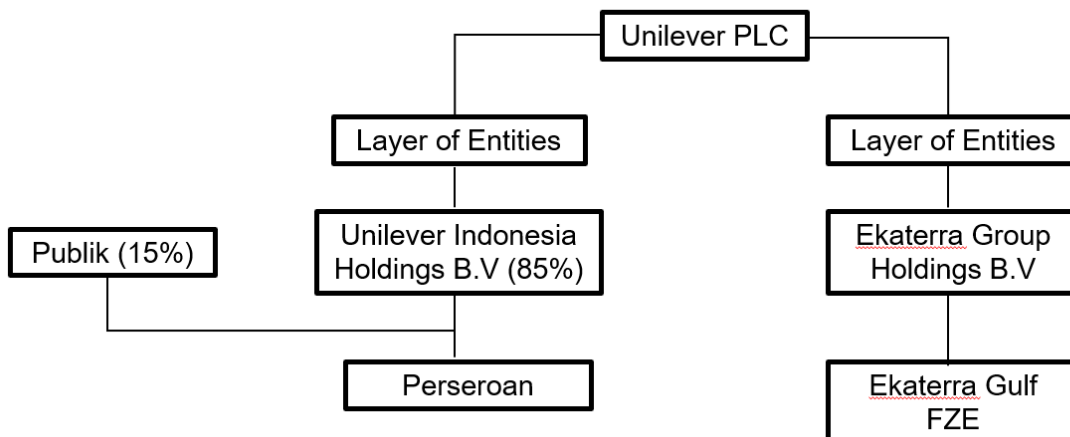 Unilever PLC
Layer of Entities
Layer of Entities
Publik (15%)
Unilever Indonesia
Holdings B.V (85%)
Ekaterra Group
Holdings B.V
Perseroan
Ekaterra Gulf
FZE